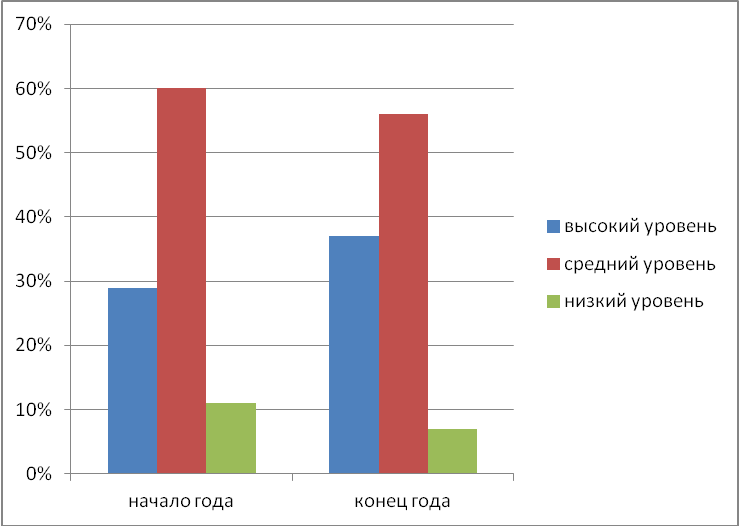 70%
60%
50%
40%
30%
20%
10%
0%
начало года
конец года
высокий уровень
средний уровень
низкий уровень